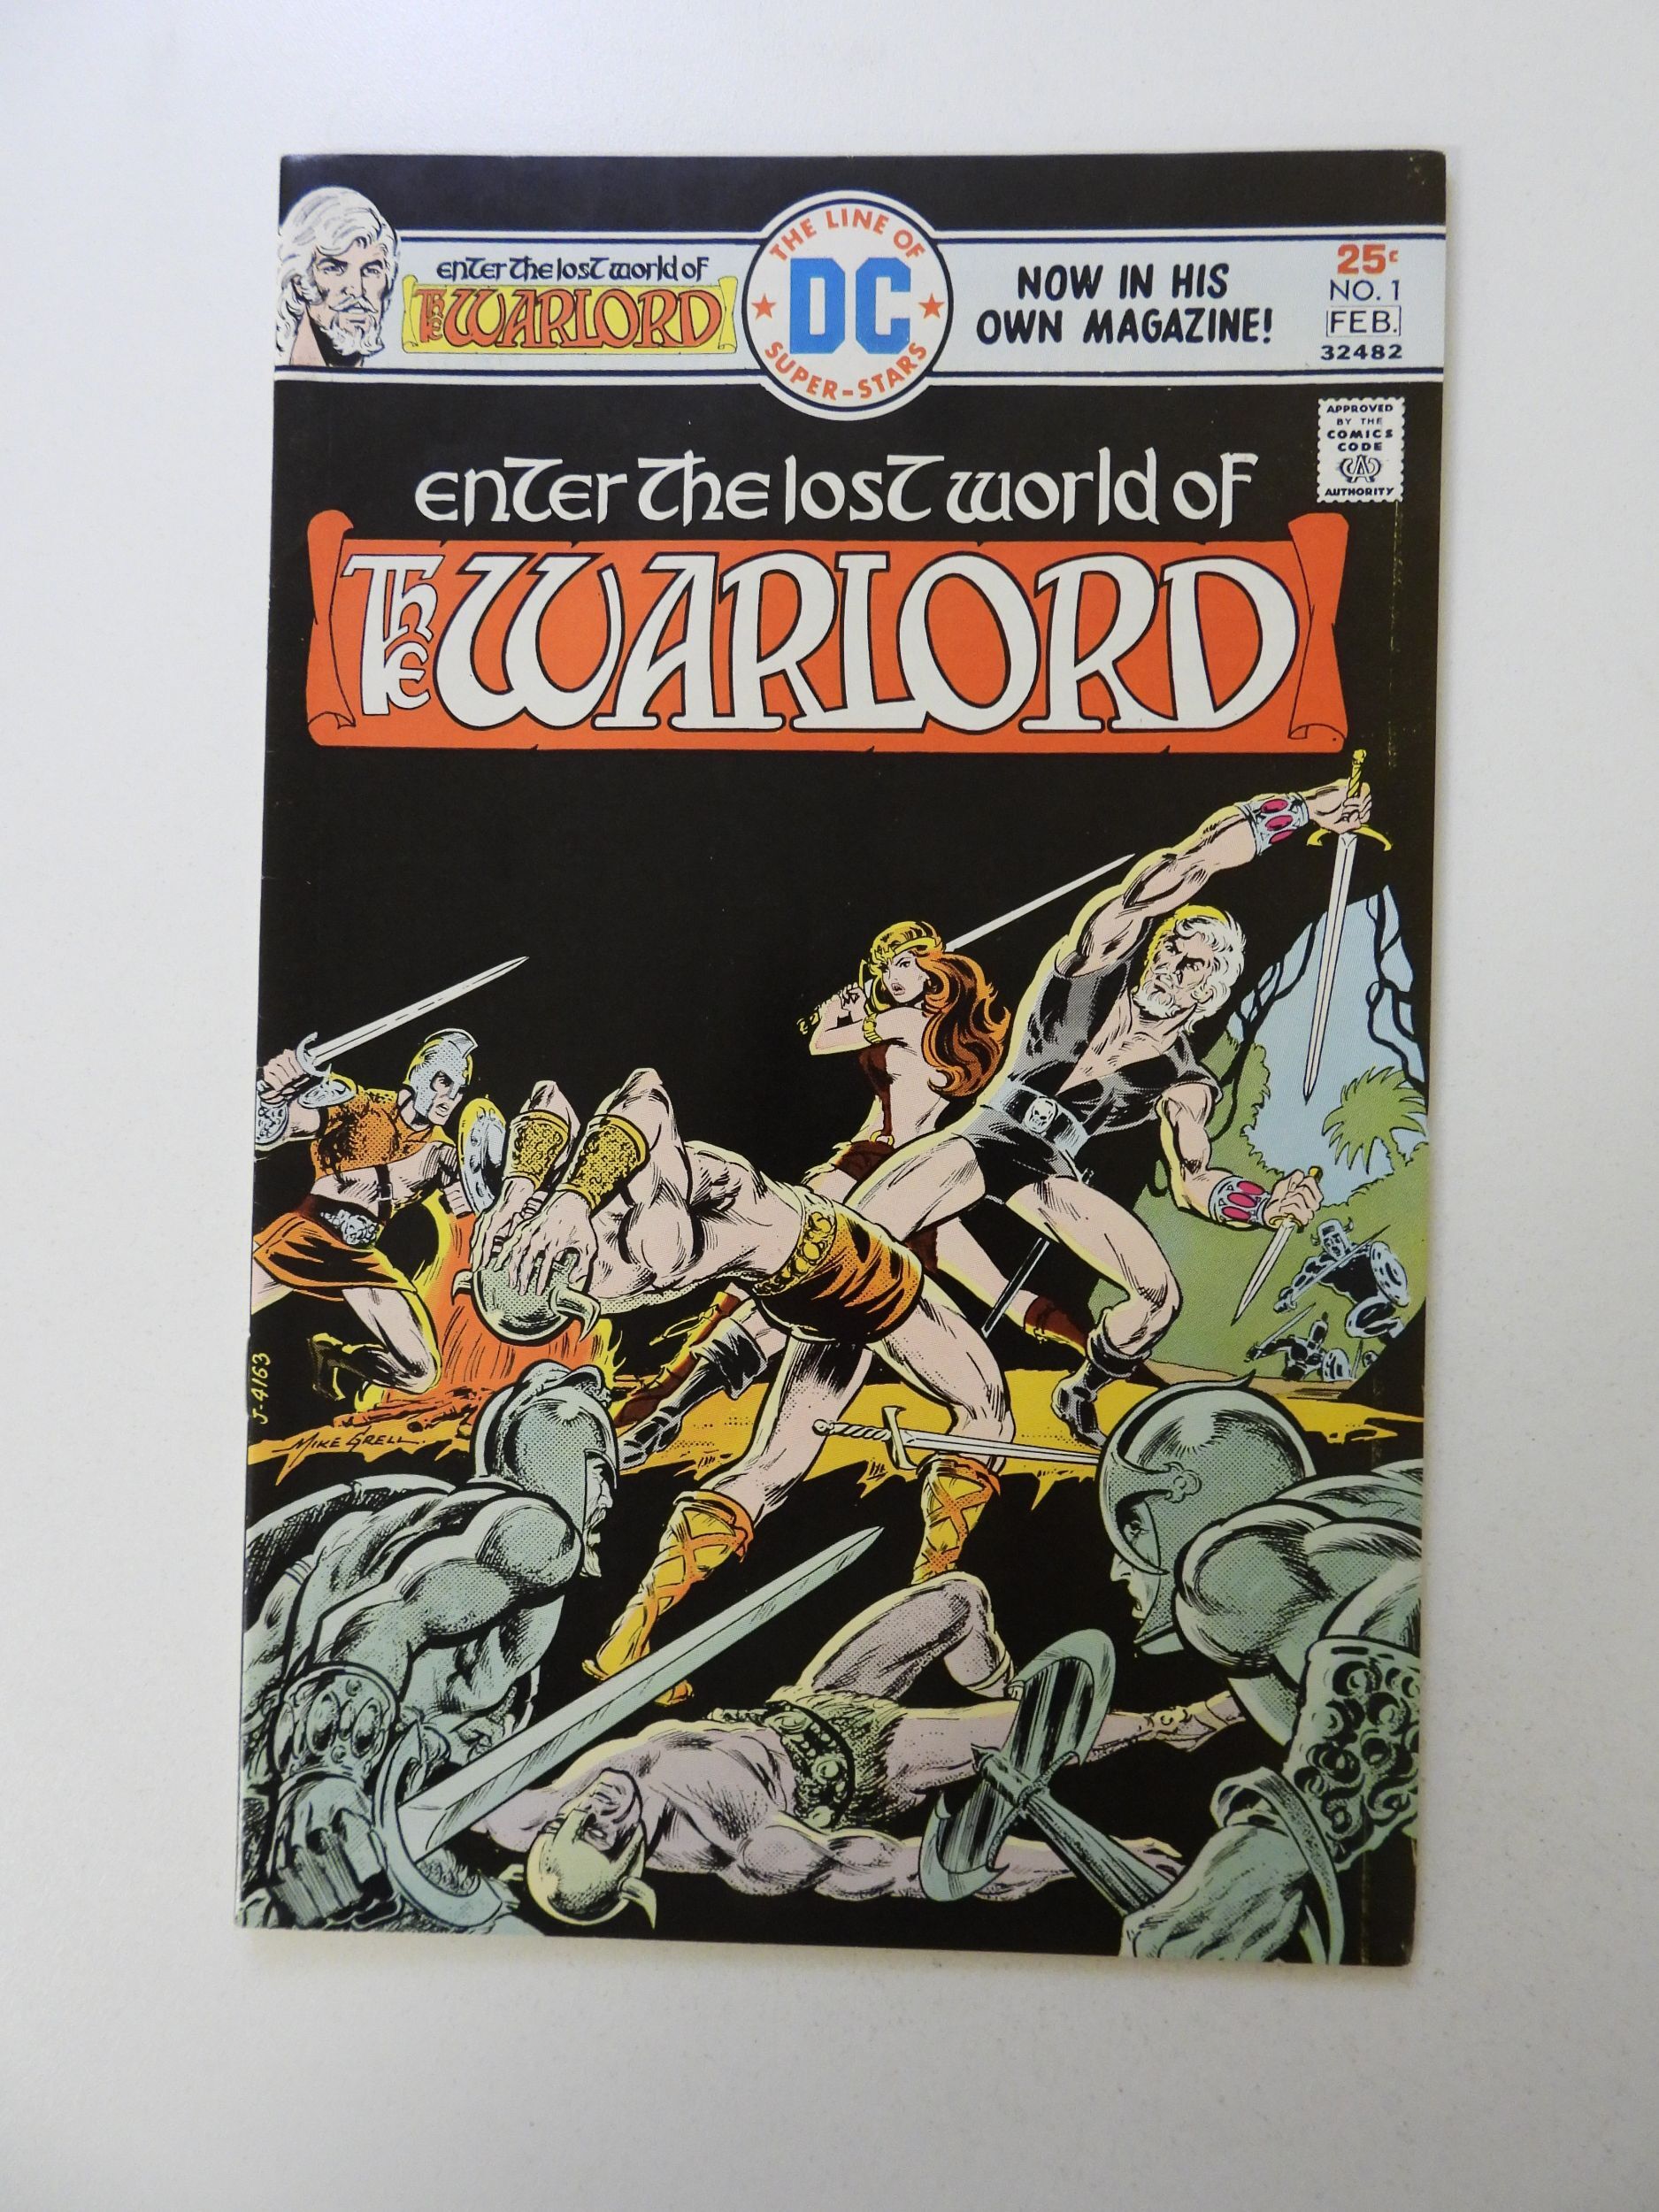 enter the lost world of
THE WARLORD
THE LINE OF
DC
SUPER-STARS
NOW IN HIS
OWN MAGAZINE!
25¢
NO. 1
FEB.
32482
APPROVED
BY THE
COMICS
CODE
CA
AUTHORITY
enter the lost world of
THE WARLORD
J-4163
MIKE GRELL.